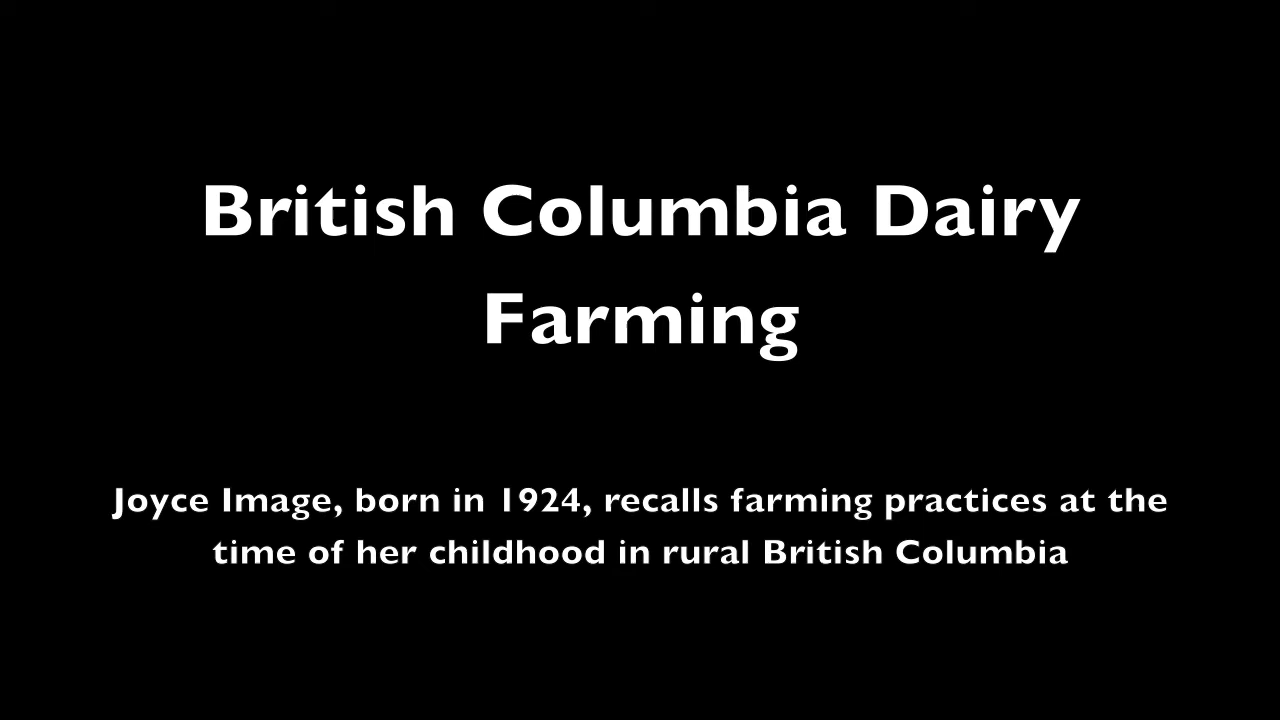 British Columbia Dairy
Farming
Joyce Image, born in 1924, recalls farming practices at the
time of her childhood in rural British Columbia